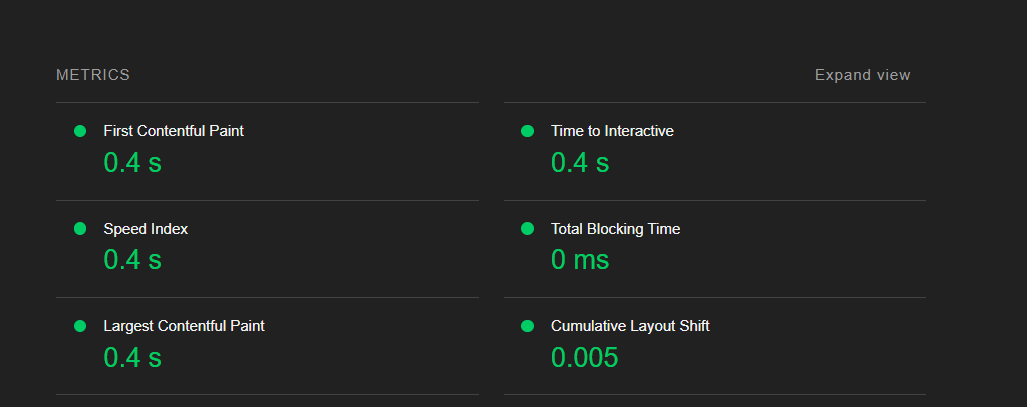 METRICS
Expand view
First Contentful Paint
0.4 s
Time to Interactive
0.4 s
Speed Index
0.4 s
Total Blocking Time
0 ms
Largest Contentful Paint
0.4 s
Cumulative Layout Shift
0.005